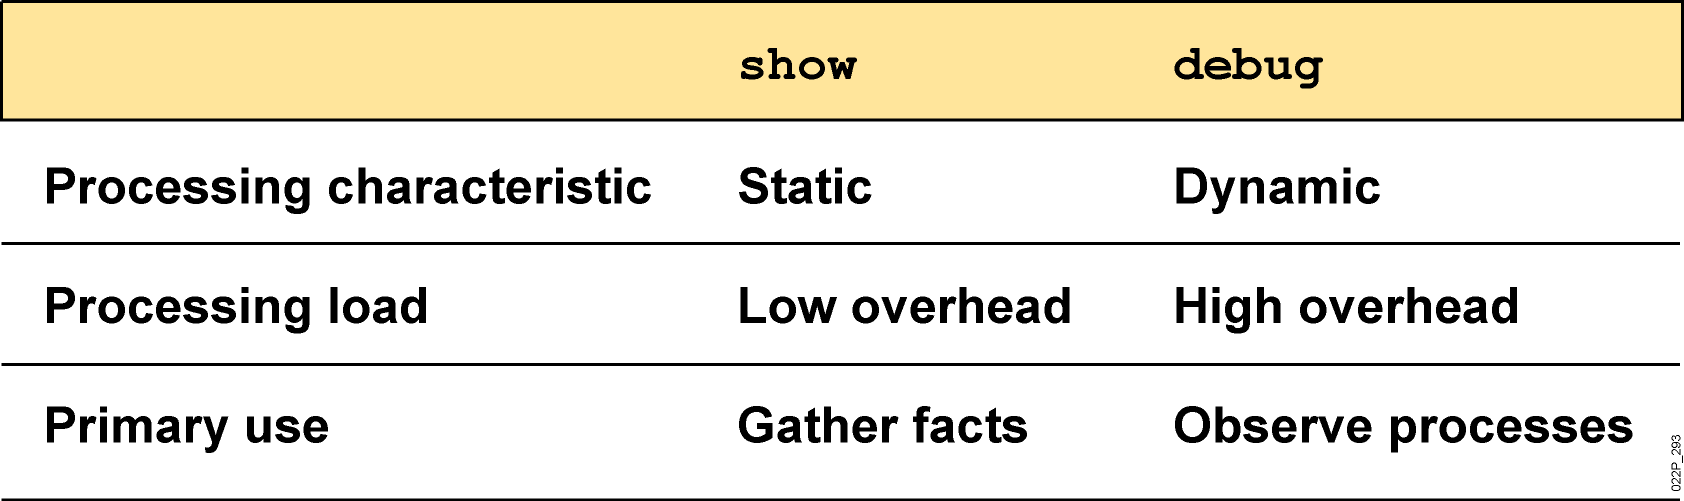 show debug
Processing characteristic Static Dynamic
Processing load Low overhead High overhead
Primary use Gather facts Observe processes
022P_293